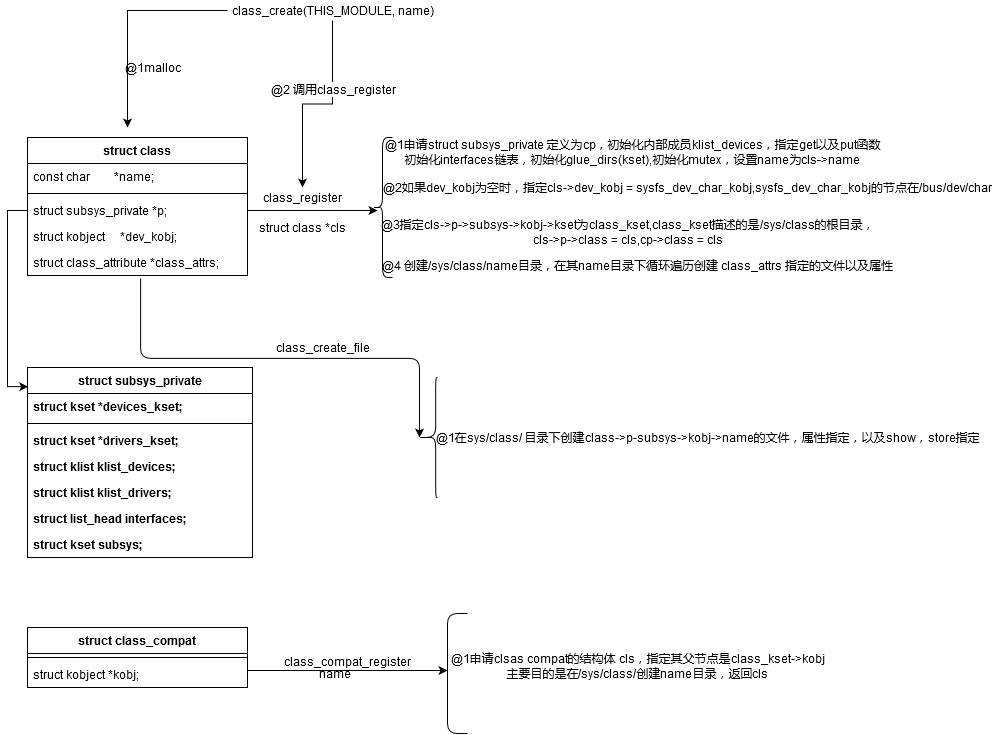 class_create(THIS_MODULE, name)
@1malloc
@2 调用class_register
struct class
const char *name;
struct subsys_private *p;
struct kobject *dev_kobj;
struct class_attribute *class_attrs;
class_register
struct class *cls
@1申请struct subsys_private 定义为cp，初始化内部成员klist_devices，指定get以及put函数
初始化interfaces链表，初始化glue_dirs(kset),初始化mutex，设置name为cls->name
@2如果dev_kobj为空时，指定cls->dev_kobj = sysfs_dev_char_kobj,sysfs_dev_char_kobj的节点在/bus/dev/char
@3指定cls->p->subsys->kobj->kset为class_kset,class_kset描述的是/sys/class的根目录，
cls->p->class = cls,cp->class = cls
@4 创建/sys/class/name目录，在其name目录下循环遍历创建 class_attrs 指定的文件以及属性
class_create_file
struct subsys_private
struct kset *devices_kset;
struct kset *drivers_kset;
struct klist klist_devices;
struct klist klist_drivers;
struct list_head interfaces;
struct kset subsys;
@1在sys/class/ 目录下创建class->p-subsys->kobj->name的文件，属性指定，以及show，store指定
struct class_compat
struct kobject *kobj;
class_compat_register
name
@1申请clsas compat的结构体 cls，指定其父节点是class_kset->kobj
主要目的是在/sys/class/创建name目录，返回cls